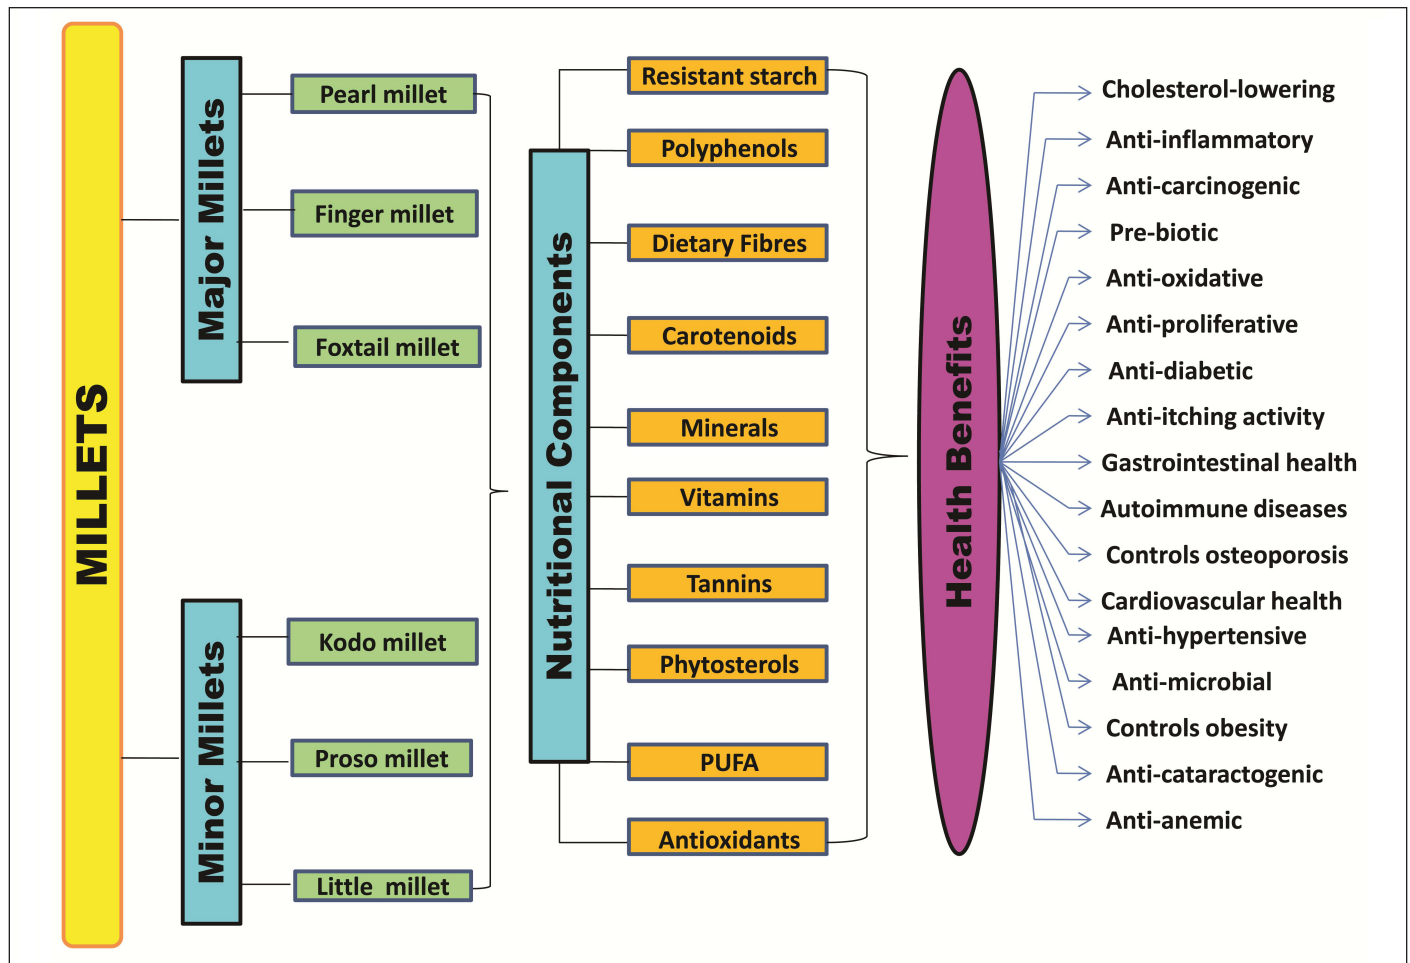 MILLETS
Major Millets
Pearl millet
Finger millet
Foxtail millet
Minor Millets
Kodo millet
Proso millet
Little millet
Nutritional Components
Resistant starch
Polyphenols
Dietary Fibres
Carotenoids
Minerals
Vitamins
Tannins
Phytosterols
PUFA
Antioxidants
Health Benefits
Cholesterol-lowering
Anti-inflammatory
Anti-carcinogenic
Pre-biotic
Anti-oxidative
Anti-proliferative
Anti-diabetic
Anti-itching activity
Gastrointestinal health
Autoimmune diseases
Controls osteoporosis
Cardiovascular health
Anti-hypertensive
Anti-microbial
Controls obesity
Anti-cataractogenic
Anti-anemic